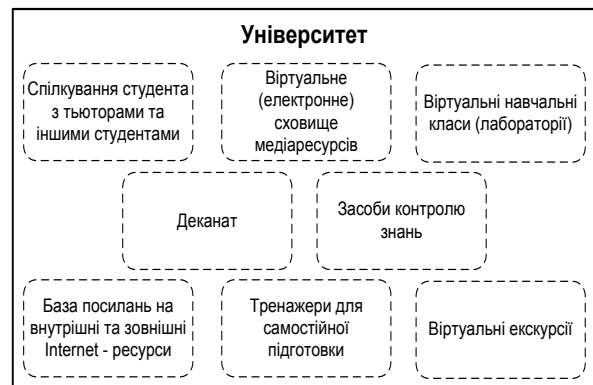 Університет
Спілкування студента
з тьюторами та
іншими студентами
Віртуальне
(електронне)
сховище
медіаресурсів
Віртуальні навчальні
класи (лабораторії)
Деканат
Засоби контролю
знань
База посилань на
внутрішні та зовнішні
Internet - ресурси
Тренажери для
самостійної
підготовки
Віртуальні екскурсії